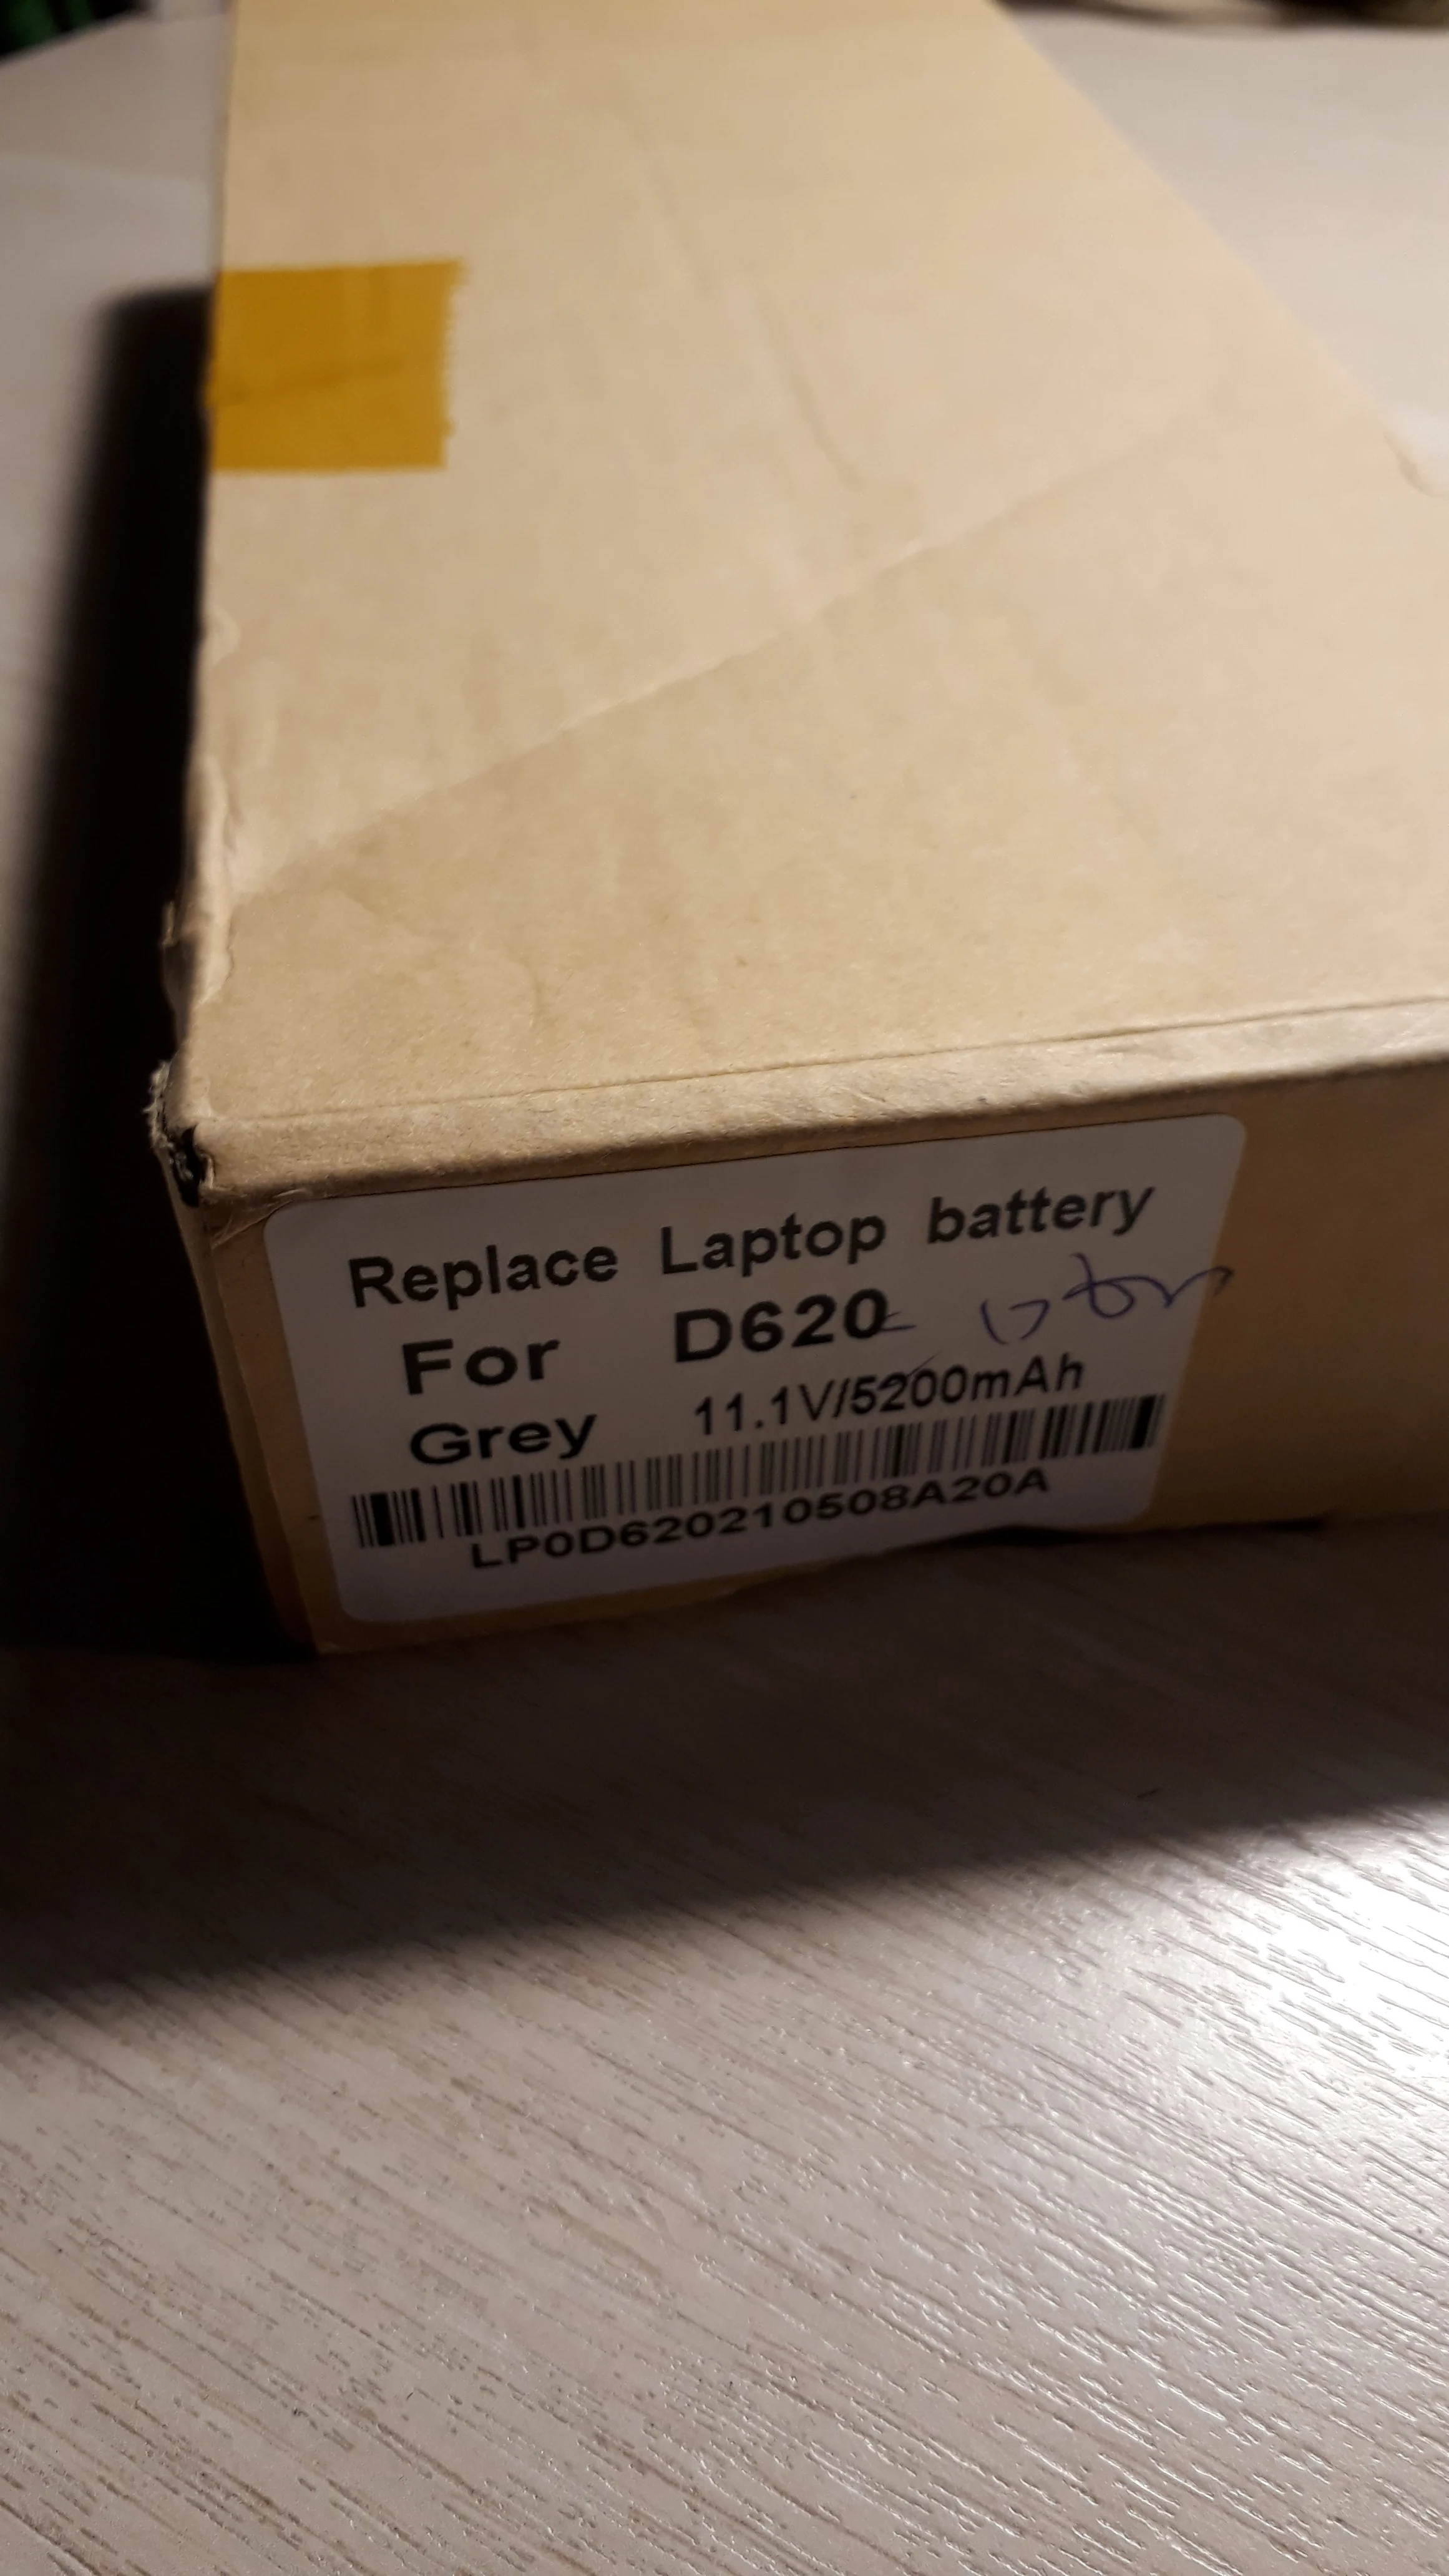 Replace Laptop battery
For D620
Grey 11.1V/5200mAh
LP0D620210508A20A